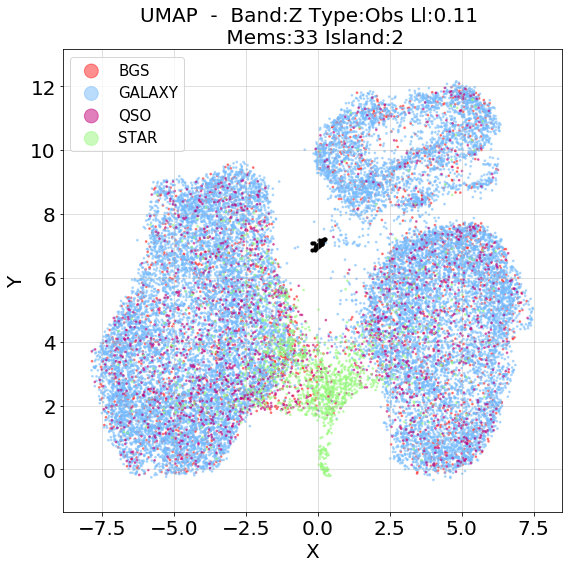 UMAP  -  Band:Z Type:Obs Ll:0.11
Mems:33 Island:2
BGS
GALAXY
QSO
STAR
12
10
8
6
4
2
0
Y
−7.5 −5.0 −2.5 0.0 2.5 5.0 7.5
X